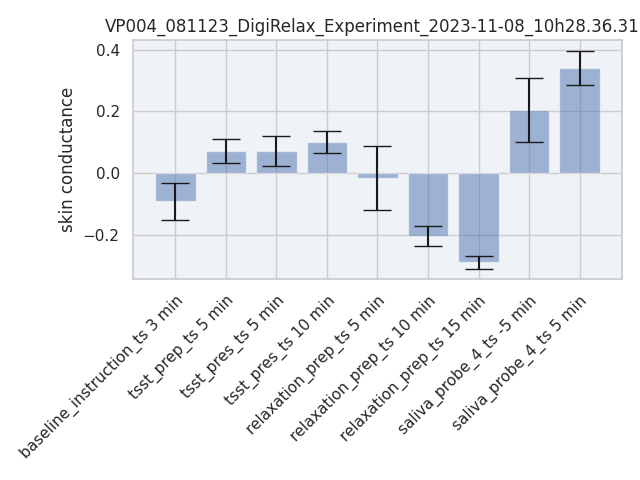 VP004_081123_DigiRelax_Experiment_2023-11-08_10h28.36.31
skin conductance
0.4
0.2
0.0
−0.2
baseline_instruction_ts 3 min
tsst_prep_ts 5 min
tsst_pres_ts 5 min
tsst_pres_ts 10 min
relaxation_prep_ts 5 min
relaxation_prep_ts 10 min
relaxation_prep_ts 15 min
saliva_probe_4_ts -5 min
saliva_probe_4_ts 5 min